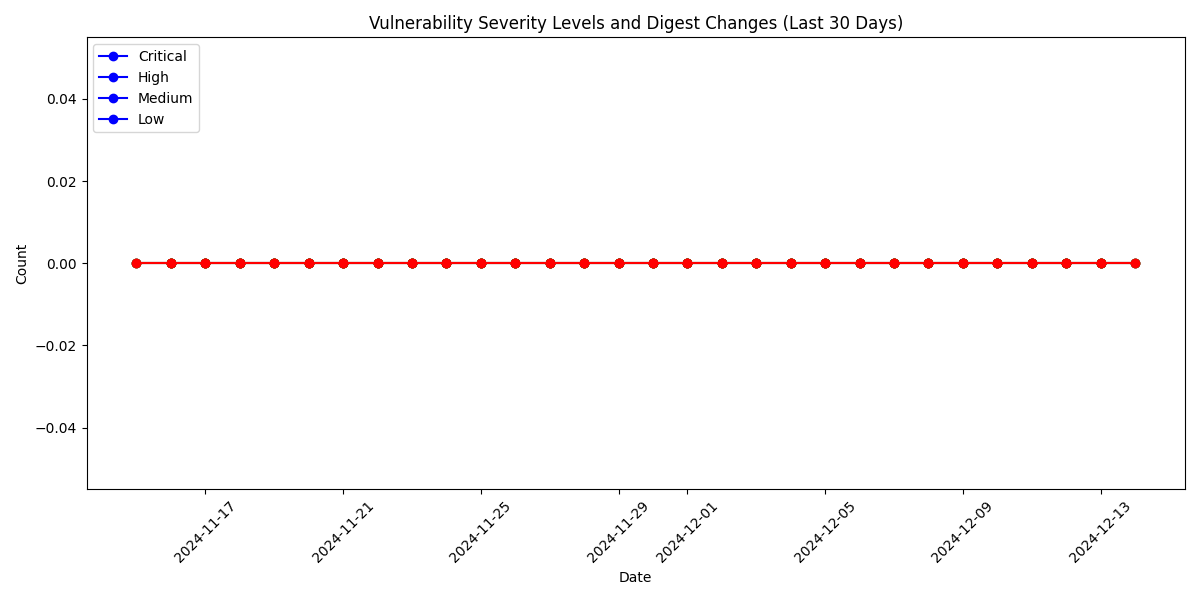 Vulnerability Severity Levels and Digest Changes (Last 30 Days)
Critical
High
Medium
Low
Count
0.04
0.02
0.00
−0.02
−0.04
2024-11-17
2024-11-21
2024-11-25
2024-11-29
2024-12-01
2024-12-05
2024-12-09
2024-12-13
Date